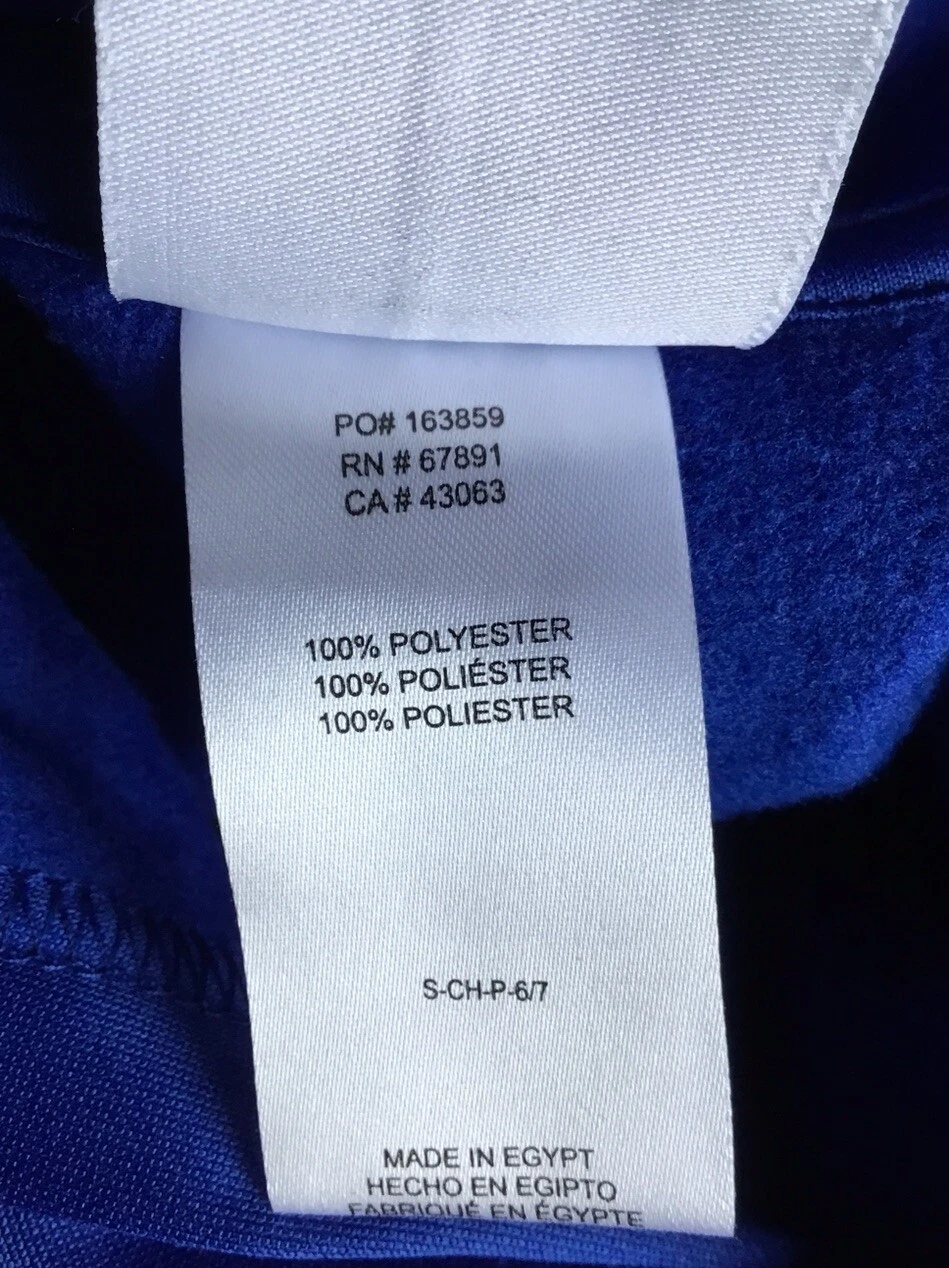 PO# 163859
RN # 67891
CA # 43063
100% POLYESTER
100% POLIÉSTER
100% POLIESTER
S-CH-P-6/7
MADE IN EGYPT
HECHO EN EGIPTO
FABRIQUÉ EN ÉGYPTE